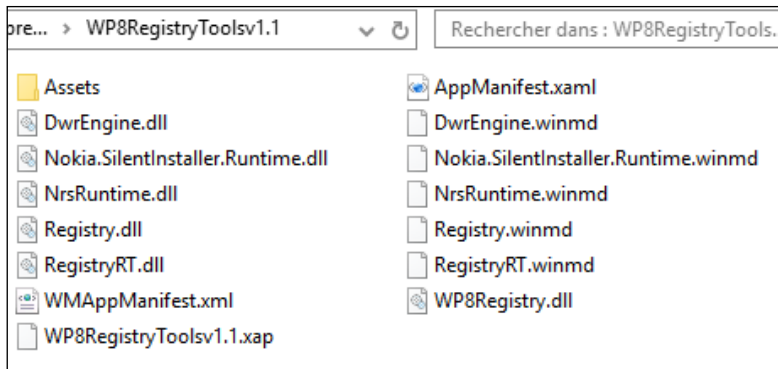 ore... > WP8RegistryToolsv1.1
Rechercher dans : WP8RegistryTools...
Assets
AppManifest.xaml
DwrEngine.dll
DwrEngine.winmd
Nokia.SilentInstaller.Runtime.dll
Nokia.SilentInstaller.Runtime.winmd
NrsRuntime.dll
NrsRuntime.winmd
Registry.dll
Registry.winmd
RegistryRT.dll
RegistryRT.winmd
WMAppManifest.xml
WP8Registry.dll
WP8RegistryToolsv1.1.xap